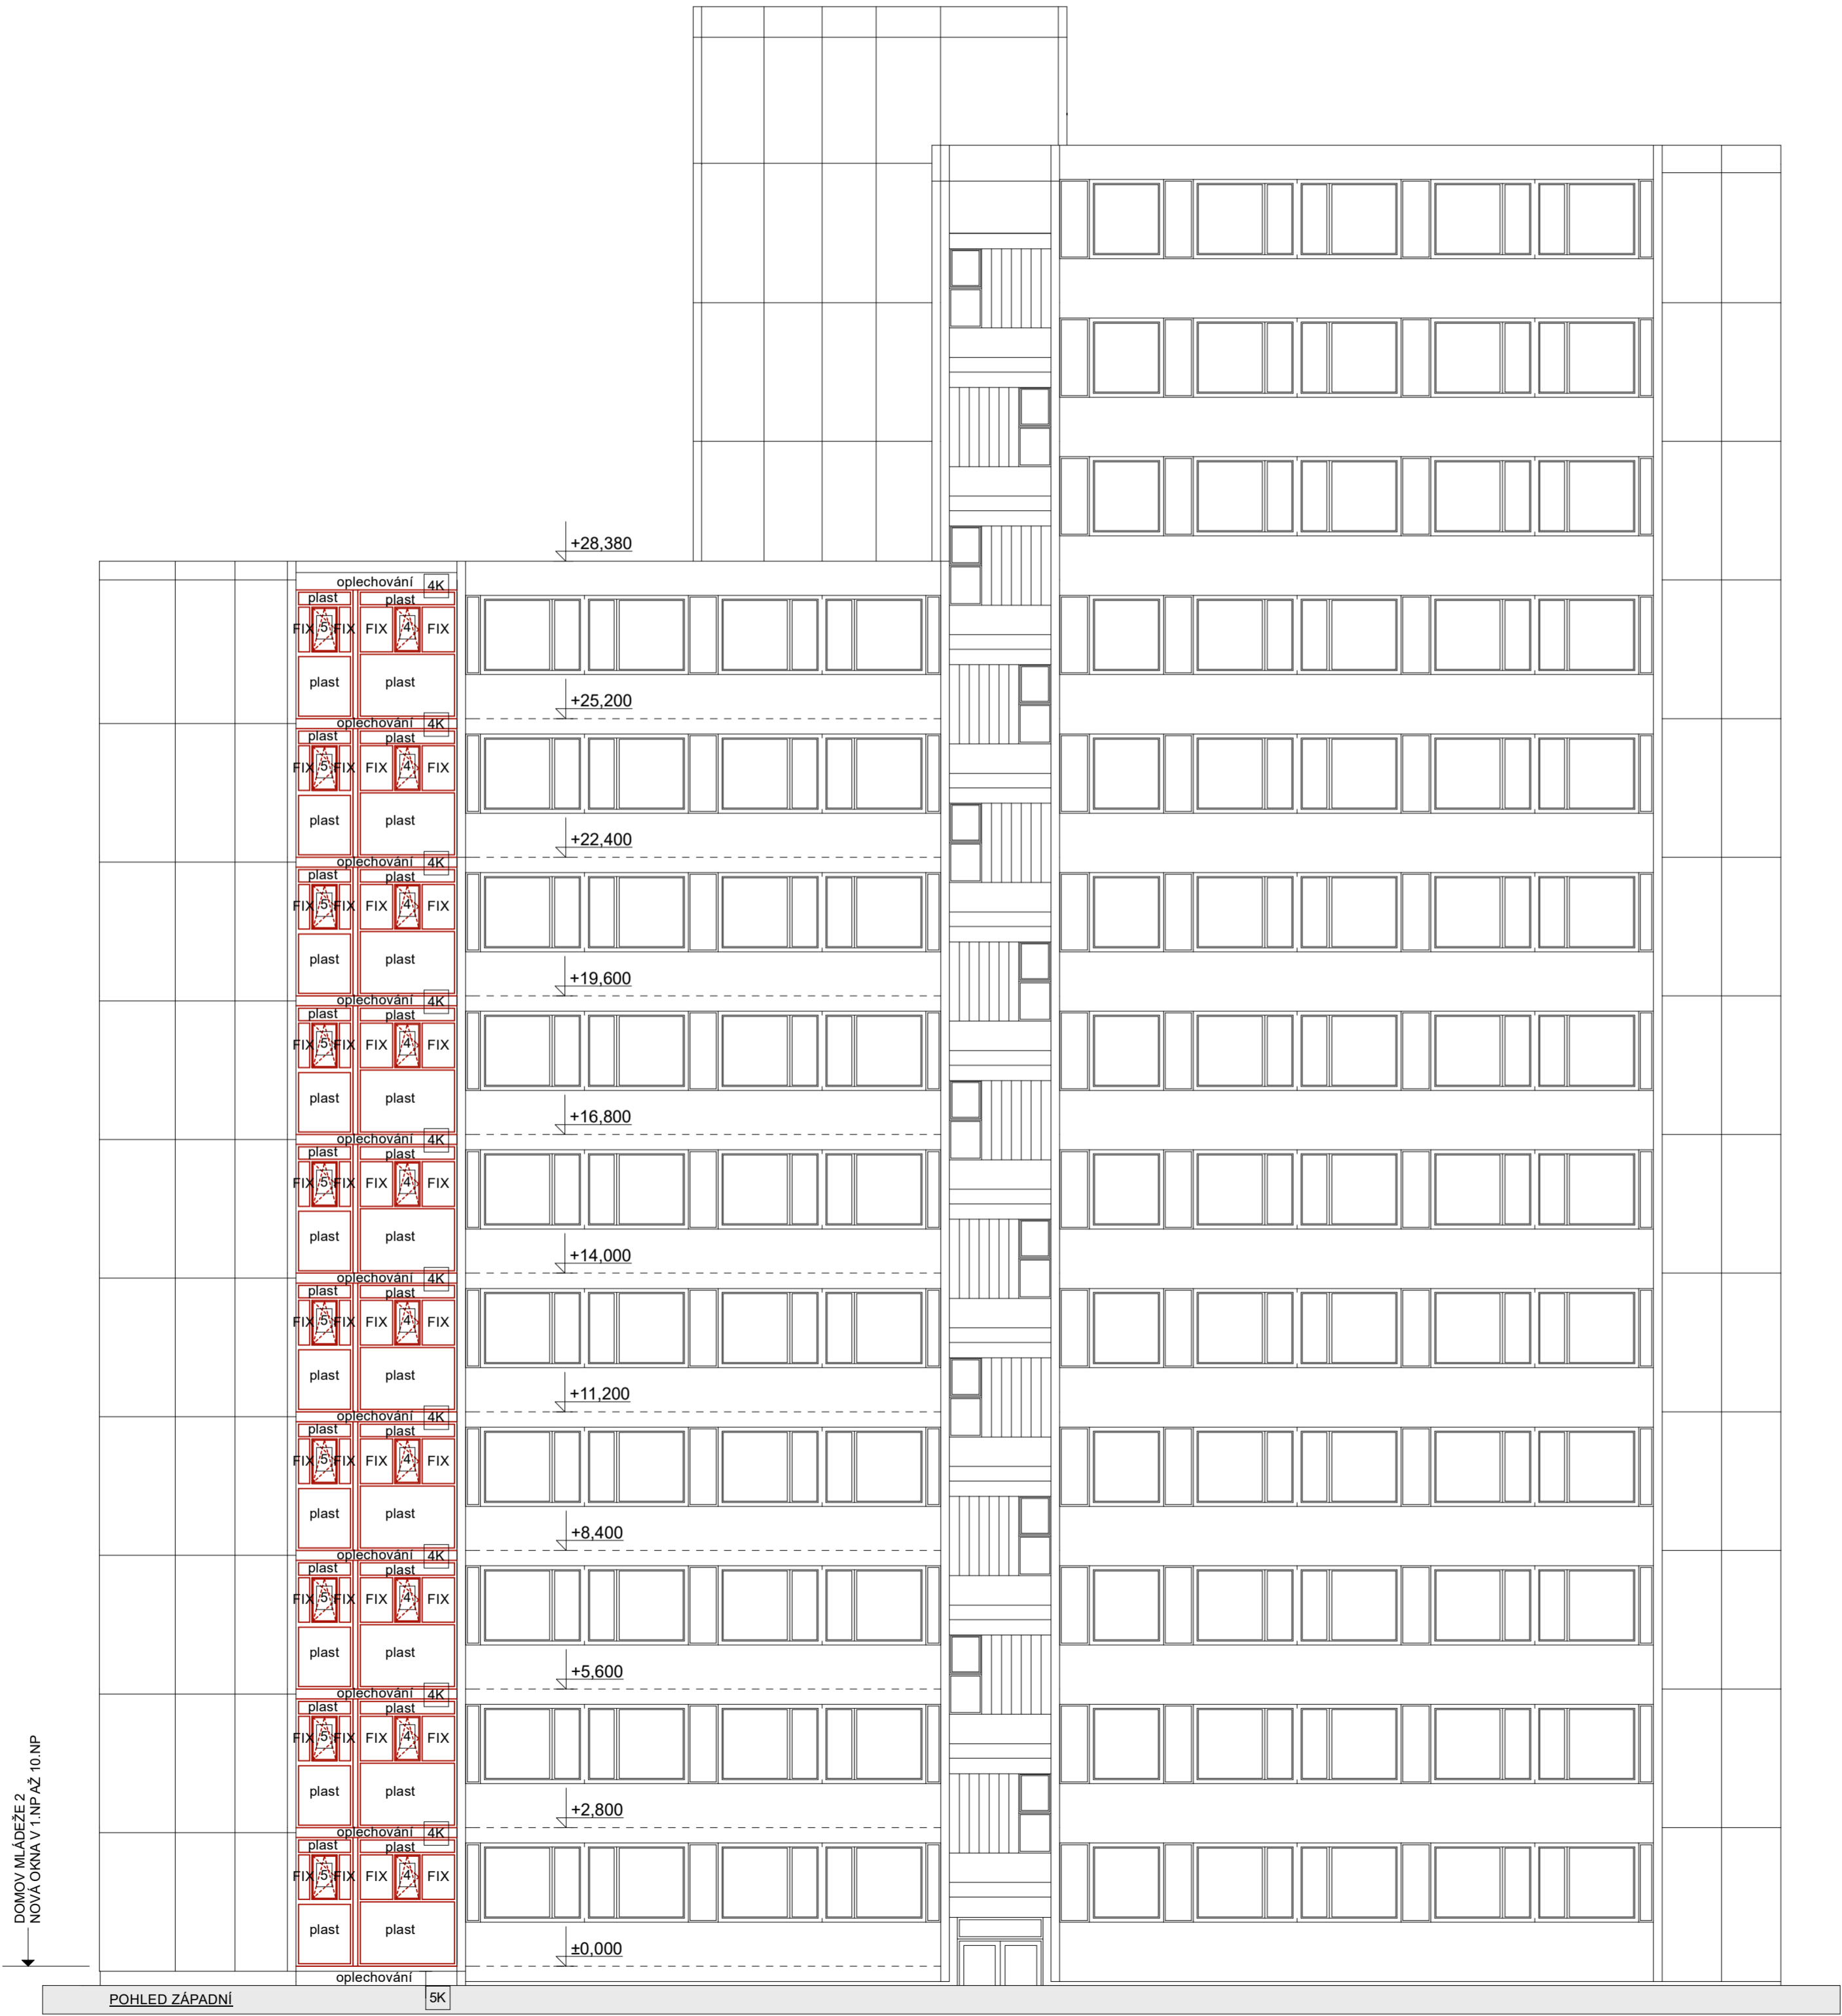 +28,380
oplechování 4K
plast plast
FIX 5 FIX FIX 4 FIX
plast plast
+25,200
oplechování 4K
plast plast
FIX 5 FIX FIX 4 FIX
plast plast
+22,400
oplechování 4K
plast plast
FIX 5 FIX FIX 4 FIX
plast plast
+19,600
oplechování 4K
plast plast
FIX 5 FIX FIX 4 FIX
plast plast
+16,800
oplechování 4K
plast plast
FIX 5 FIX FIX 4 FIX
plast plast
+14,000
oplechování 4K
plast plast
FIX 5 FIX FIX 4 FIX
plast plast
+11,200
oplechování 4K
plast plast
FIX 5 FIX FIX 4 FIX
plast plast
+8,400
oplechování 4K
plast plast
FIX 5 FIX FIX 4 FIX
plast plast
+5,600
oplechování 4K
plast plast
FIX 5 FIX FIX 4 FIX
plast plast
+2,800
oplechování 4K
plast plast
FIX 5 FIX FIX 4 FIX
plast plast
±0,000
oplechování
5K
DOMOV MLÁDEŽE 2
NOVÁ OKNA V 1.NP AŽ 10.NP
POHLED ZÁPADNÍ